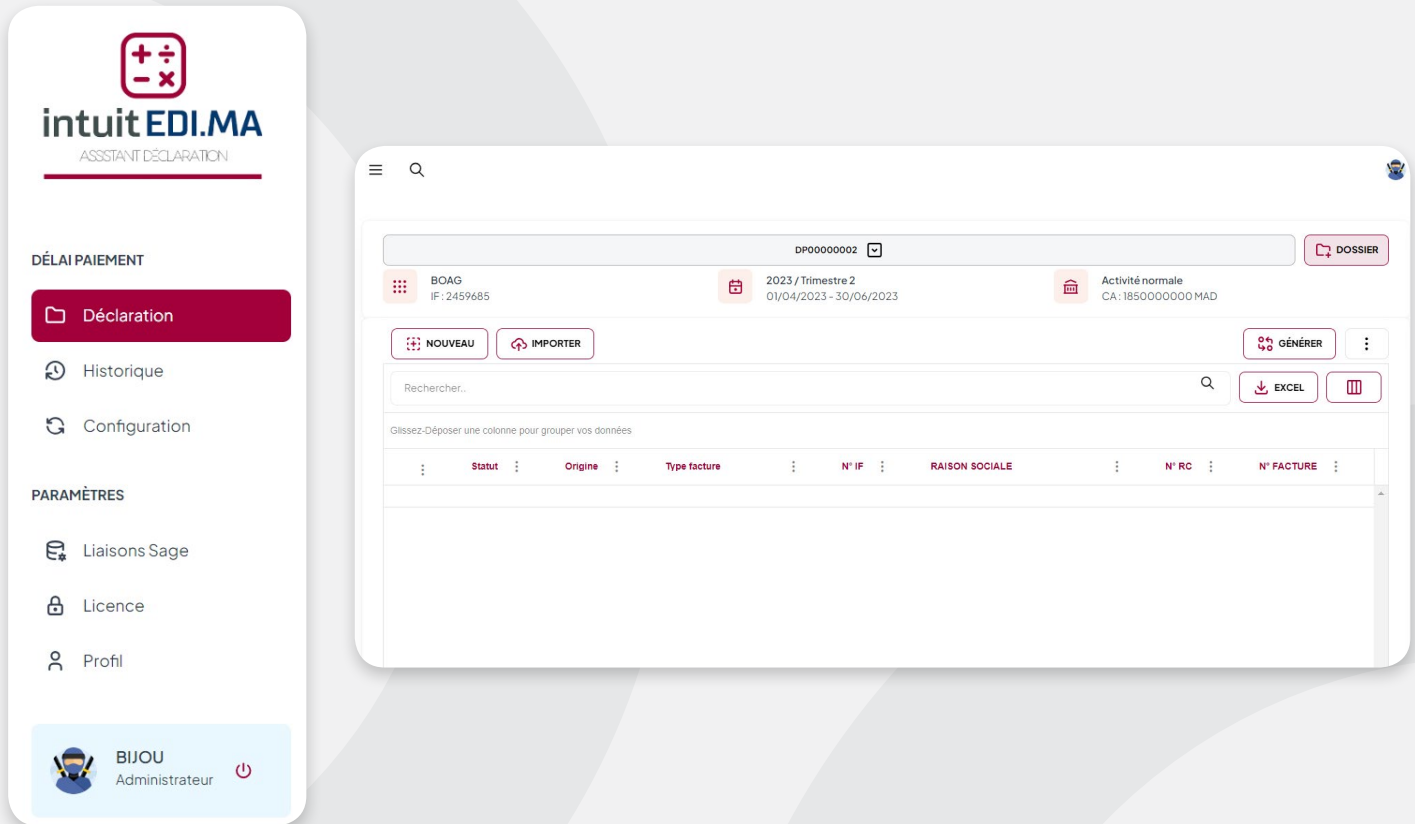 intuit EDI.MA
ASSISTANT DÉCLARATION
DÉLAI PAIEMENT
Déclaration
Historique
Configuration
PARAMÈTRES
Liaisons Sage
Licence
Profil
BIJOU
Administrateur
DP00000002
DOSSIER
BOAG
IF : 2459685
2023 / Trimestre 2
01/04/2023 - 30/06/2023
Activité normale
CA : 1850000000 MAD
NOUVEAU
IMPORTER
GÉNÉRER
Rechercher..
EXCEL
Glissez-Déposer une colonne pour grouper vos données
Statut Origine Type facture N° IF RAISON SOCIALE N° RC N° FACTURE